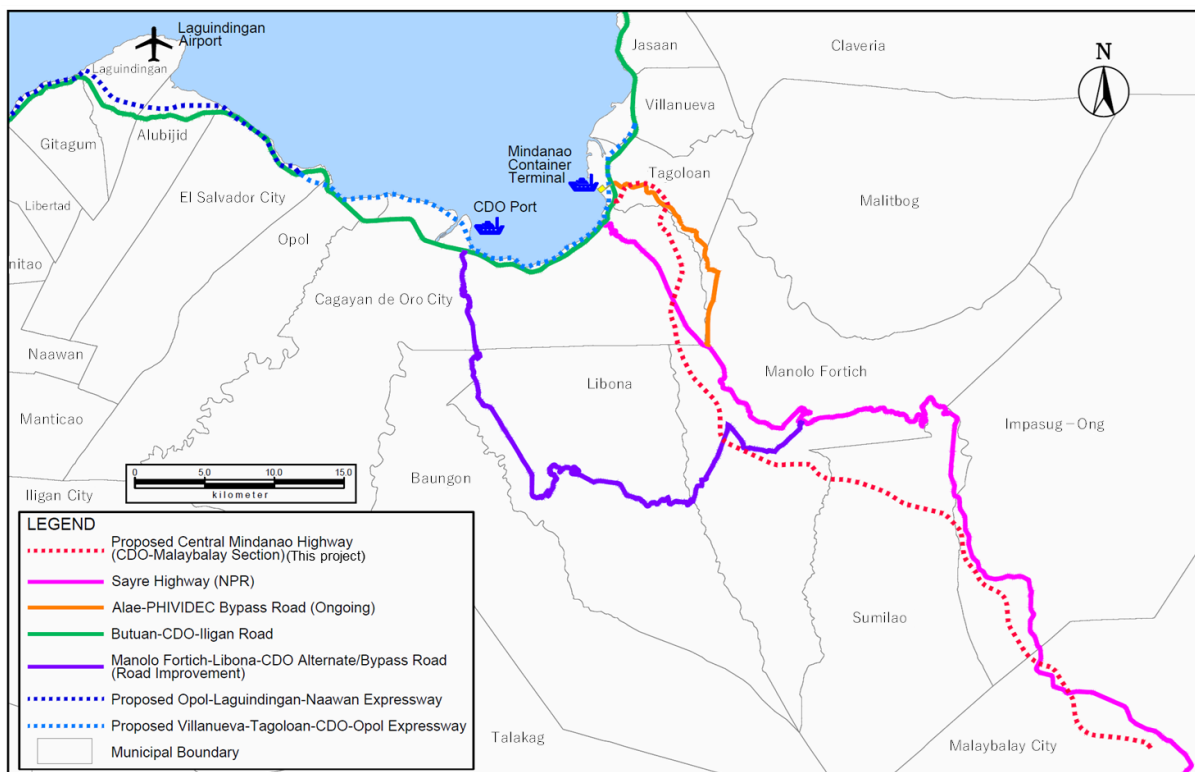 Laguindingan
Airport
Laguindingan
Jasaan
Claveria
N
Villanueva
Gitagum
Alubijid
Mindanao
Container
Terminal
Tagoloan
El Salvador City
Malitbog
Libertad
CDO Port
Opol
nitao
Cagayan de Oro City
Naawan
Libona
Manolo Fortich
Manticao
Impasug-Ong
0
5.0
10.0
15.0
kilometer
Baungon
Iligan City
LEGEND
Proposed Central Mindanao Highway
(CDO-Malaybalay Section)(This project)
Sayre Highway (NPR)
Alae-PHIVIDEC Bypass Road (Ongoing)
Butuan-CDO-Iligan Road
Manolo Fortich-Libona-CDO Alternate/Bypass Road
(Road Improvement)
Proposed Opol-Laguindingan-Naawan Expressway
Proposed Villanueva-Tagoloan-CDO-Opol Expressway
Municipal Boundary
Sumilao
Talakag
Malaybalay City